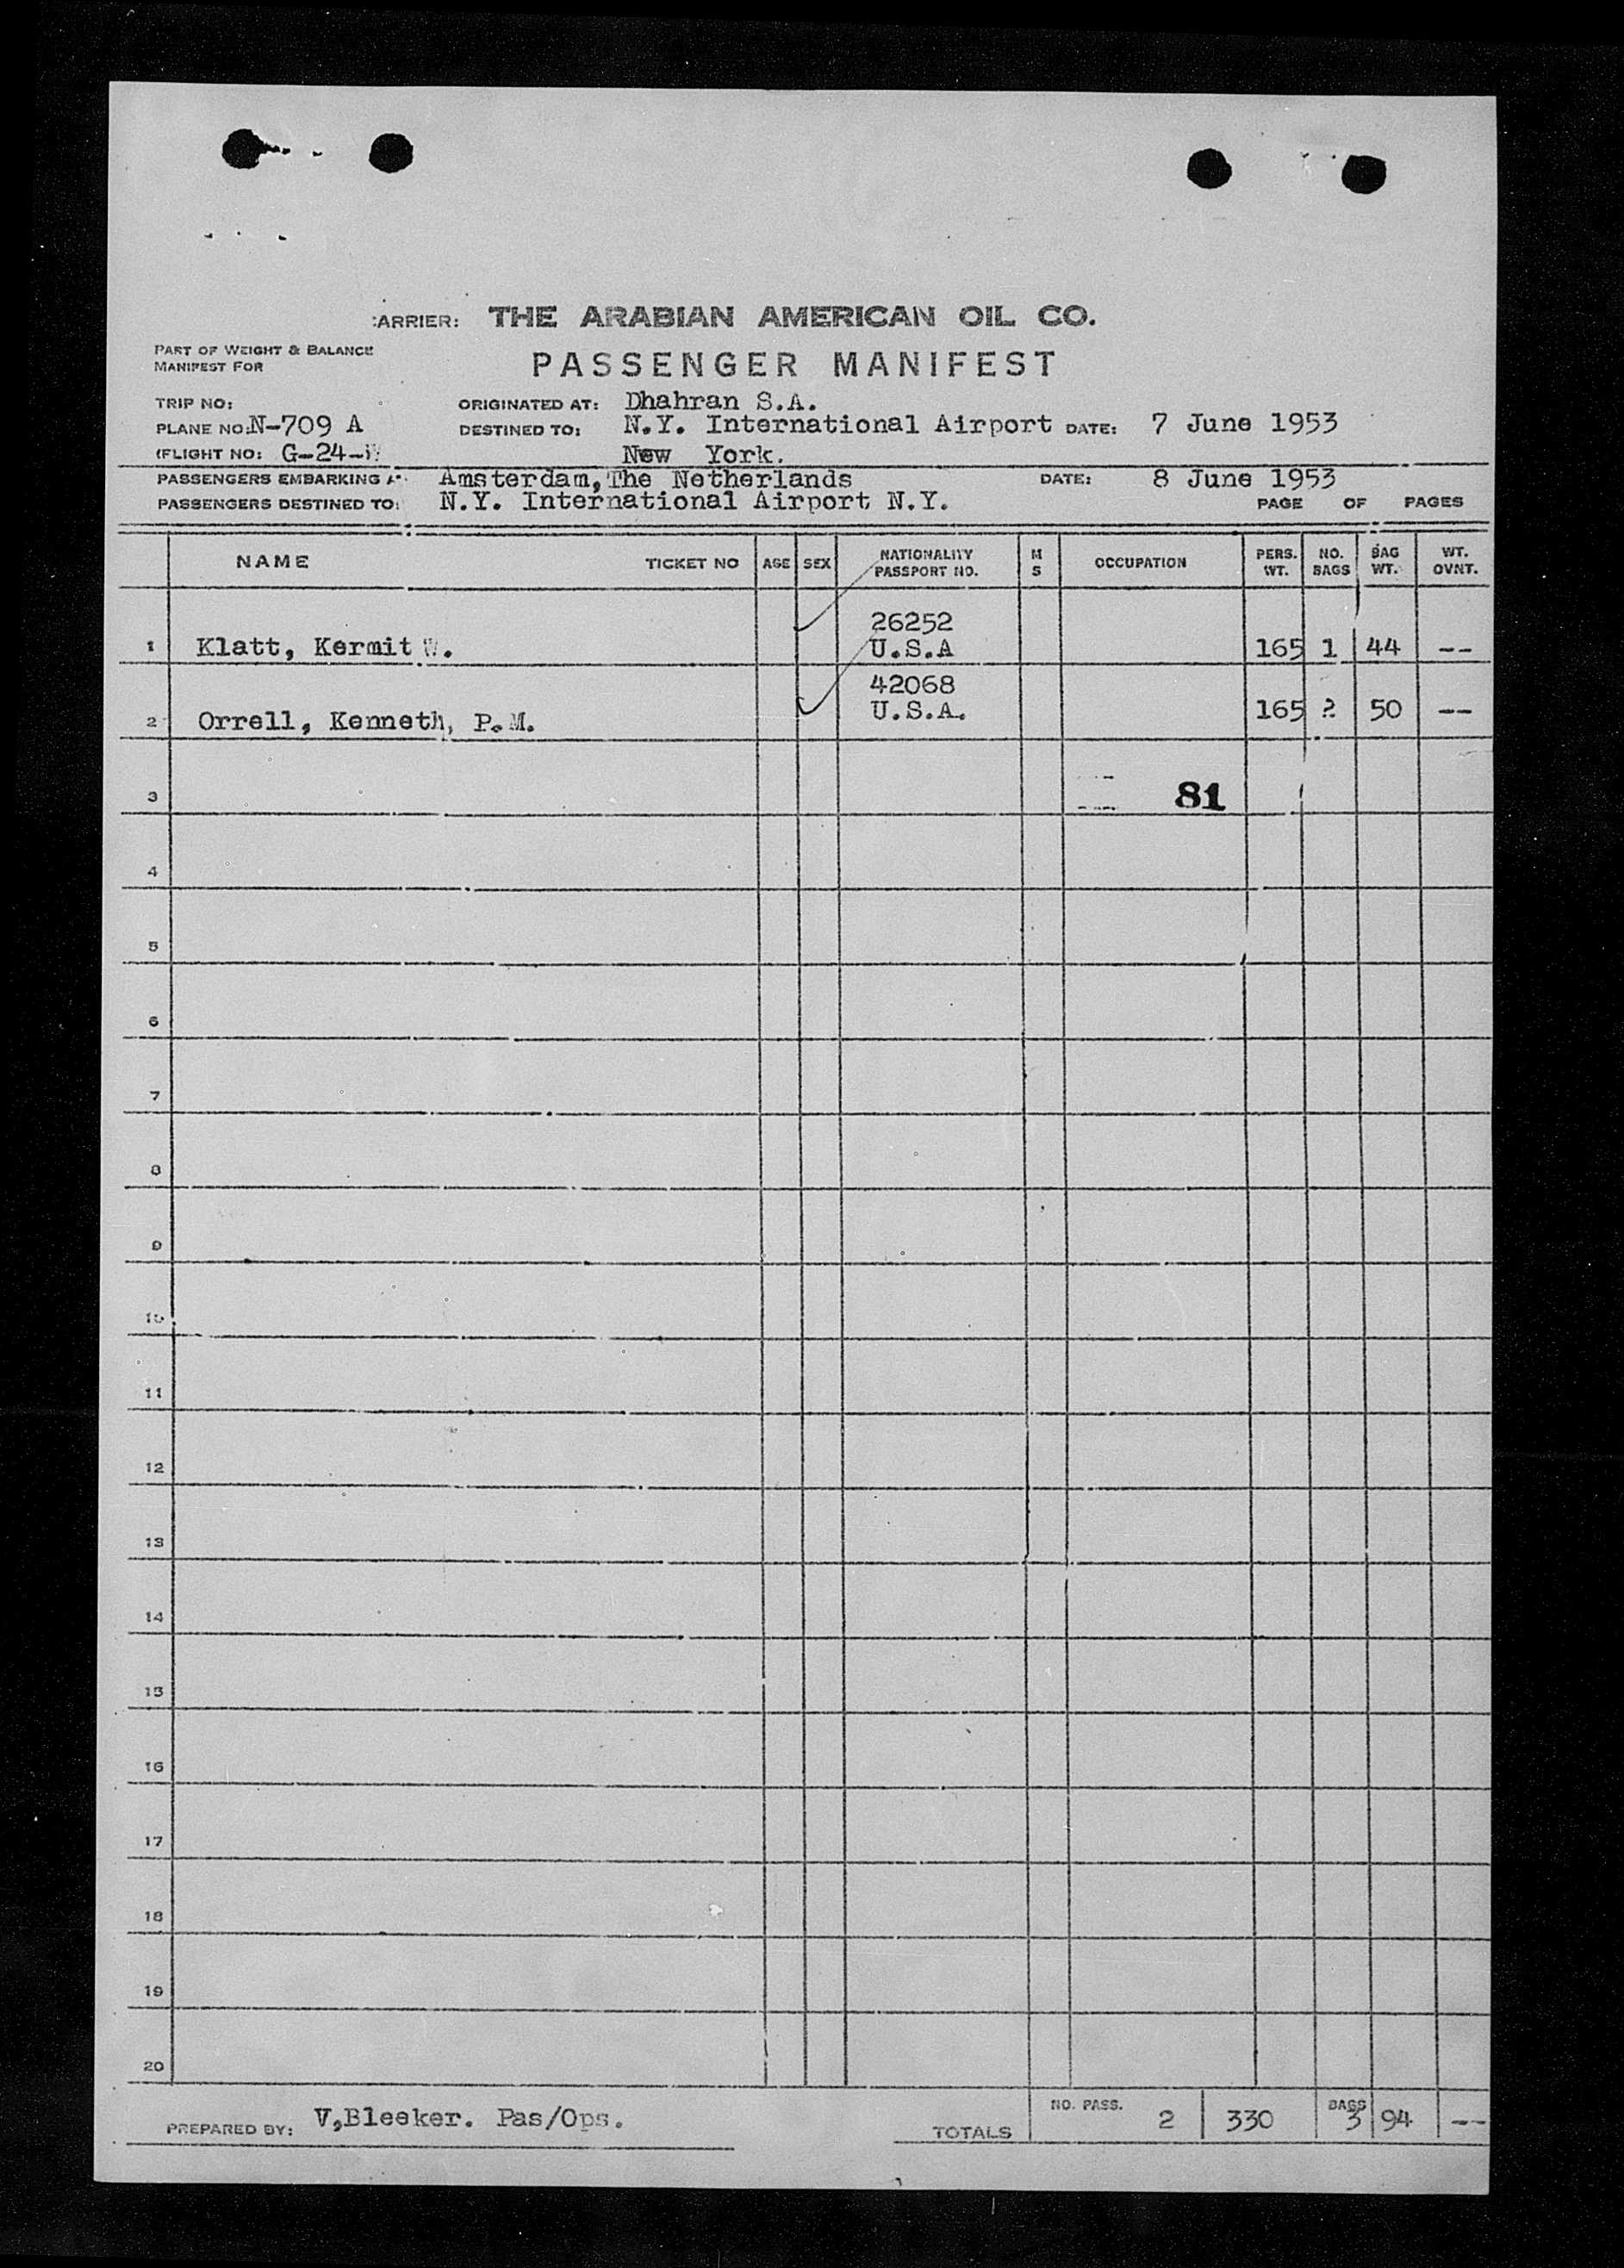 :ARRIER: THE ARABIAN AMERICAN OIL CO.
PART OF WEIGHT & BALANCE
MANIFEST FOR
PASSENGER MANIFEST
TRIP NO: ORIGINATED AT: Dhahran S.A.
PLANE NO: N-709 A DESTINED TO: N.Y. International Airport DATE: 7 June 1953
(FLIGHT NO: G-24-W New York.
PASSENGERS EMBARKING Amsterdam,The Netherlands DATE: 8 June 1953
PASSENGERS DESTINED TO: N.Y. International Airport N.Y. PAGE OF PAGES
NAME TICKET NO AGE SEX NATIONALITY PASSPORT NO. M S OCCUPATION PERS. WT. NO. BAGS BAG WT. WT. OVNT.
26252
1 Klatt, Kermit W. U.S.A 165 1 44 --
42068
2 Orrell, Kenneth, P.M. U.S.A. 165 2 50 --
3 81
4
5
6
7
8
9
10
11
12
13
14
15
16
17
18
19
20
PREPARED BY: V,Bleeker. Pas/Ops. TOTALS NO. PASS. 2 330 BAGS 3 94 --